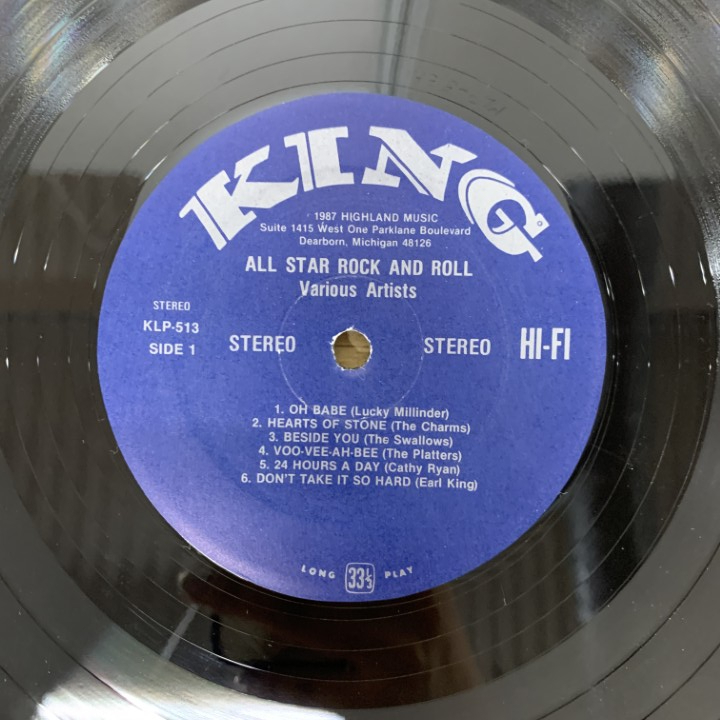 KING
1987 HIGHLAND MUSIC
Suite 1415 West One Parklane Boulevard
Dearborn, Michigan 48126
ALL STAR ROCK AND ROLL
Various Artists
STEREO
KLP-513
SIDE 1
STEREO
STEREO
HI-FI
1. OH BABE (Lucky Millinder)
2. HEARTS OF STONE (The Charms)
3. BESIDE YOU (The Swallows)
4. VOO-VEE-AH-BEE (The Platters)
5. 24 HOURS A DAY (Cathy Ryan)
6. DON'T TAKE IT SO HARD (Earl King)
LONG 33⅓ PLAY